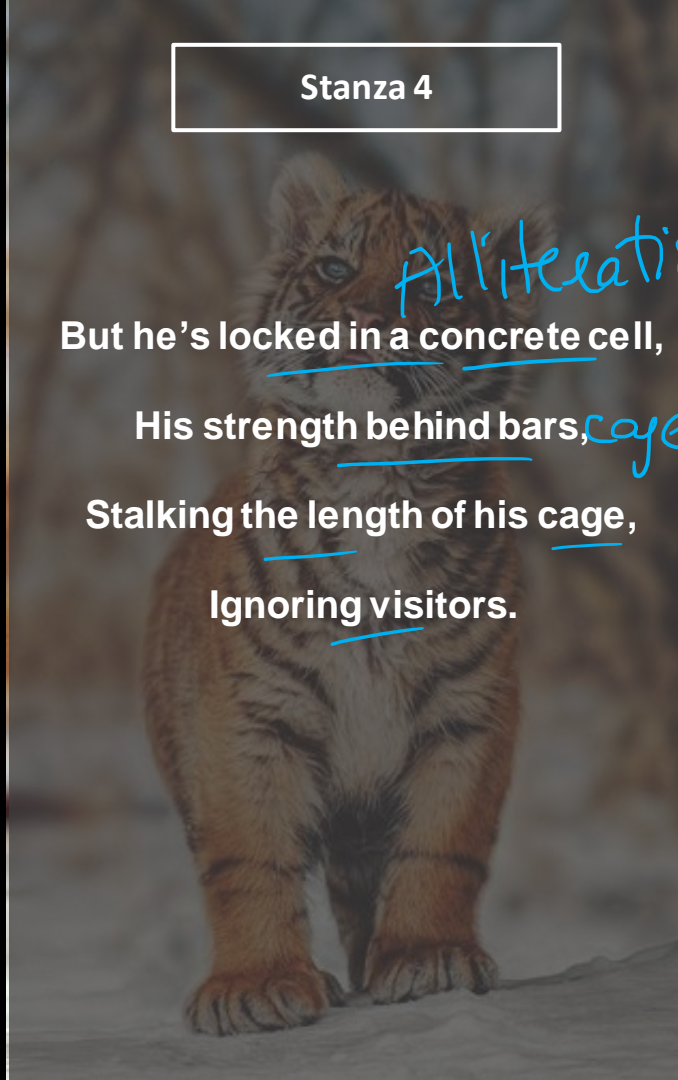 Stanza 4
Alliterati
But he's locked in a concrete cell,
His strength behind bars, cage
Stalking the length of his cage,
Ignoring visitors.